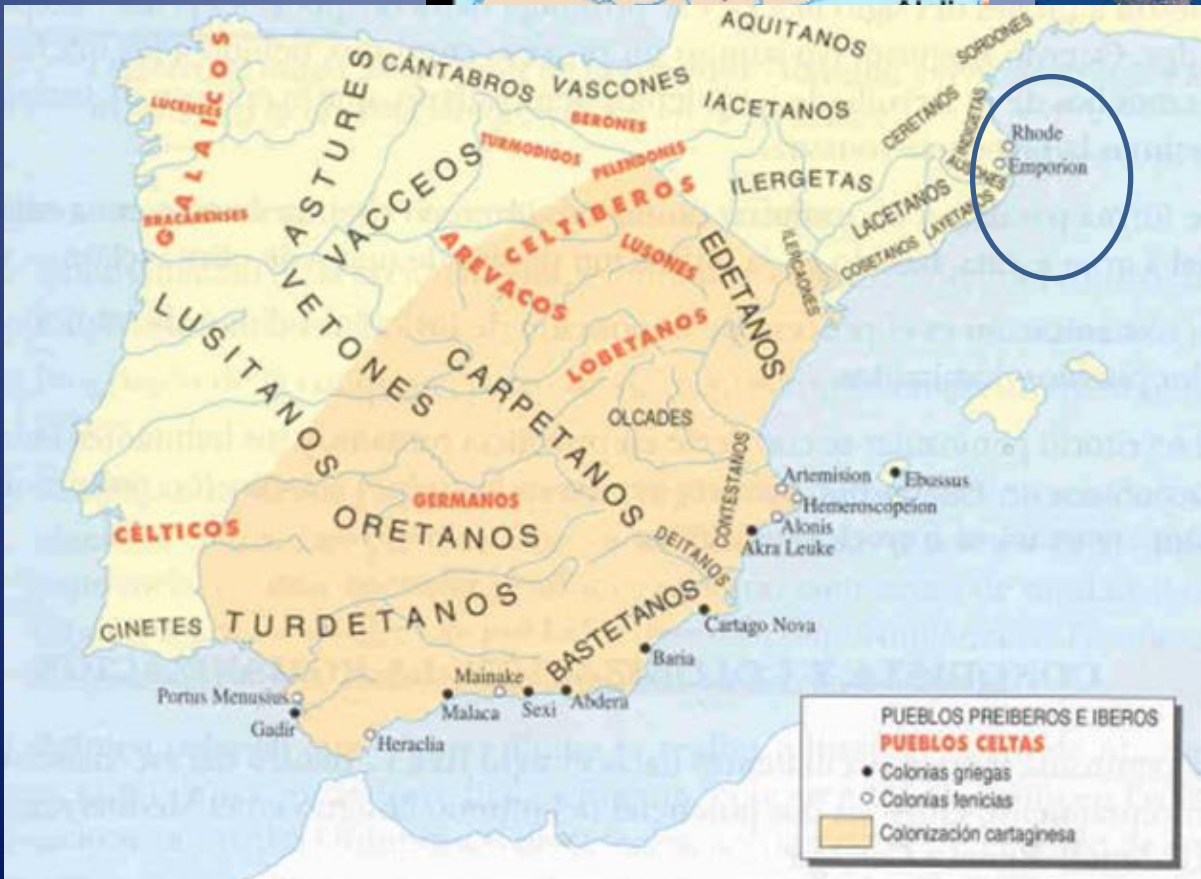 AQUITANOS
SORDONES
CÁNTABROS
VASCONES
IACETANOS
CERETANOS
INDIGETAS
AUSONES
Rhode
Emporion
ASTURES
GALAICOS
LUCENSES
BRACARENSES
BERONES
TURMODIGOS
PELENDONES
VACCEOS
CELTIBEROS
AREVACOS
LUSONES
ILERGETAS
LACETANOS
LAYETANOS
COSETANOS
ILERCAONES
EDETANOS
LOBETANOS
VETONES
LUSITANOS
CARPETANOS
OLCADES
CONTESTANOS
Artemision
Ebussus
Hemeroscopeion
Alonis
Akra Leuke
GERMANOS
ORETANOS
CÉLTICOS
DEITANOS
CINETES
TURDETANOS
BASTETANOS
Cartago Nova
Baria
Portus Menusius
Gadir
Mainake
Malaca
Sexi
Abdera
Heraclia
PUEBLOS PREIBEROS E IBEROS
PUEBLOS CELTAS
Colonias griegas
Colonias fenicias
Colonización cartaginesa